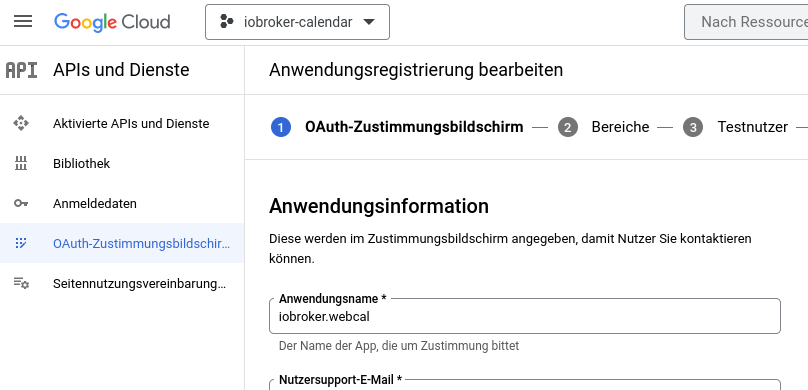 Google Cloud
iobroker-calendar
Nach Ressource
API
APIs und Dienste
Anwendungsregistrierung bearbeiten
Aktivierte APIs und Dienste
Bibliothek
Anmeldedaten
OAuth-Zustimmungsbildschir...
Seitennutzungsvereinbarung...
1 OAuth-Zustimmungsbildschirm — 2 Bereiche — 3 Testnutzer —
Anwendungsinformation
Diese werden im Zustimmungsbildschirm angegeben, damit Nutzer Sie kontaktieren
können.
Anwendungsname *
iobroker.webcal
Der Name der App, die um Zustimmung bittet
Nutzersupport-E-Mail *